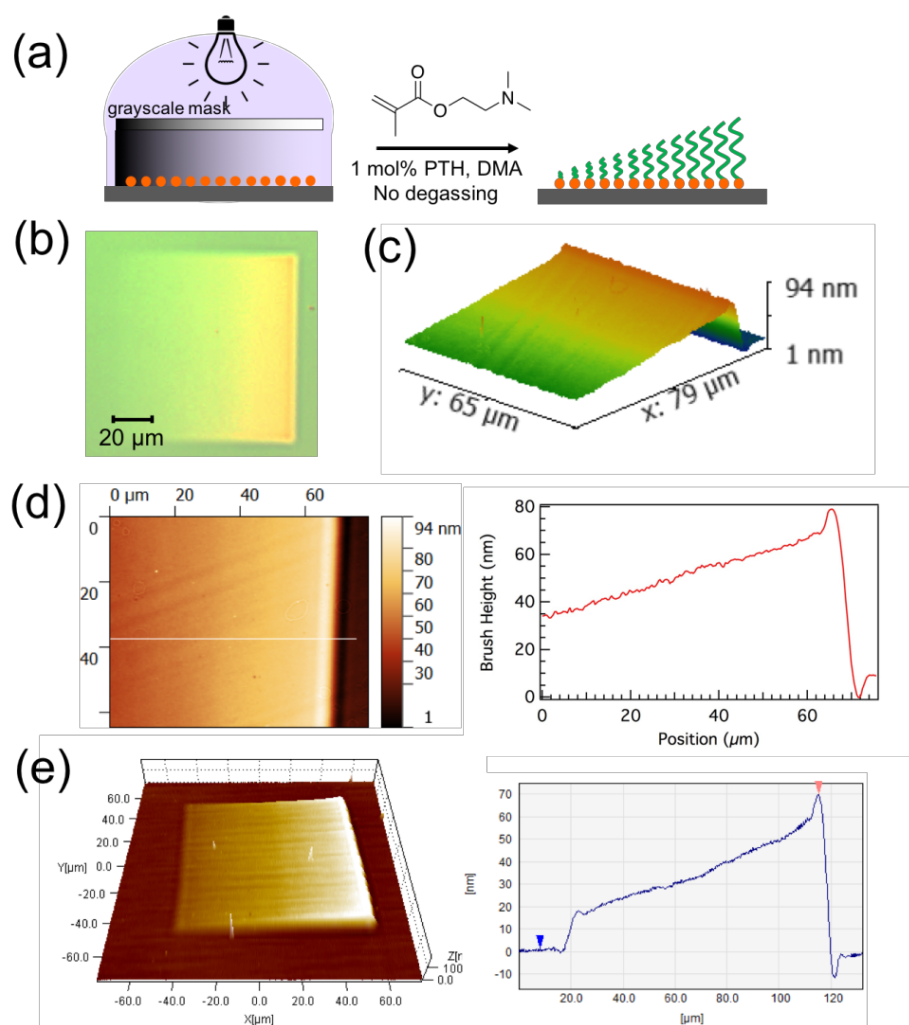 (a)
grayscale mask
O
O
N
1 mol% PTH, DMA
No degassing
(b)
20 µm
(c)
94 nm
1 nm
y: 65 µm
x: 79 µm
(d)
0 µm 20 40 60
0
20
40
94 nm
80
70
60
50
40
30
1
80
60
40
20
0
Brush Height (nm)
0 20 40 60
Position (µm)
(e)
60.0
40.0
20.0
Y[µm] 0.0
-20.0
-40.0
-60.0
-60.0 -40.0 -20.0 0.0 20.0 40.0 60.0
X[µm]
Z[r
100
0.0
70
60
50
40
30
20
10
0
-10
[nm]
20.0 40.0 60.0 80.0 100.0 120.0
[µm]